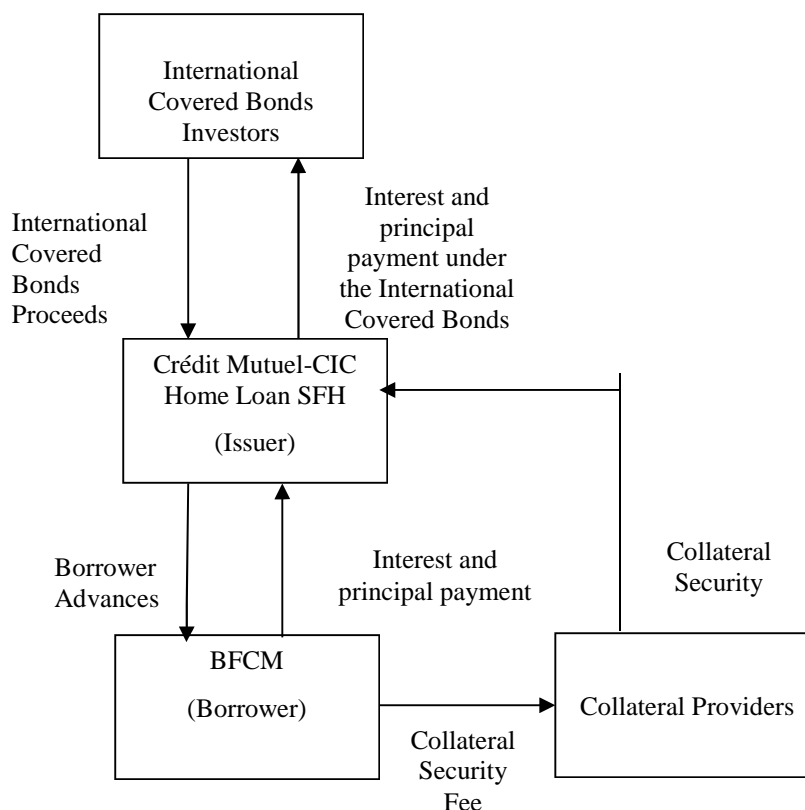 International
Covered Bonds
Investors
International
Covered
Bonds
Proceeds
Interest and
principal
payment under
the International
Covered Bonds
Crédit Mutuel-CIC
Home Loan SFH
(Issuer)
Borrower
Advances
Interest and
principal payment
Collateral
Security
BFCM
(Borrower)
Collateral Providers
Collateral
Security
Fee